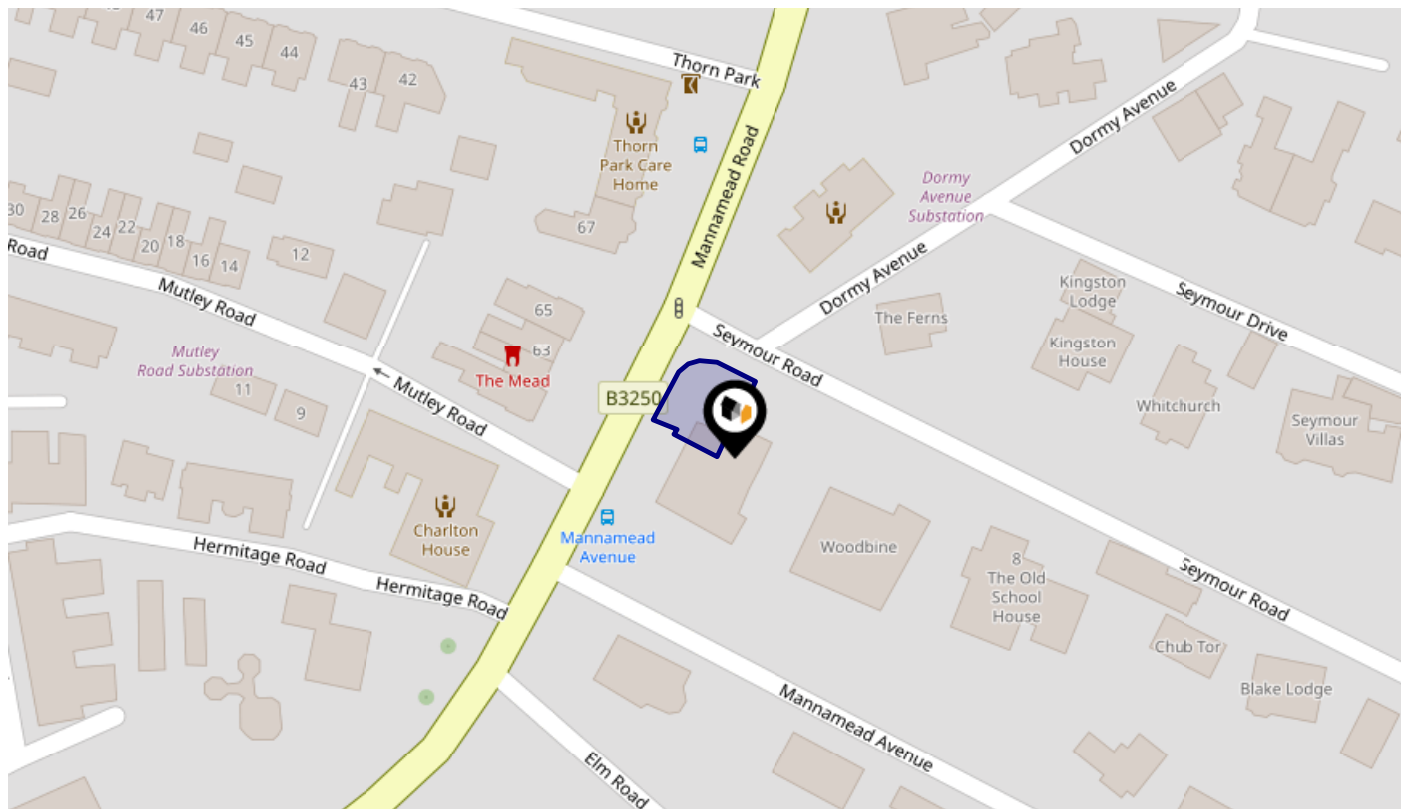 47
46
45
44
43
42
Thorn Park
Thorn
Park Care
Home
67
Mannamead Road
Dormy Avenue
Dormy
Avenue
Substation
Dormy Avenue
30
28
26
24
22
20
18
16
14
12
Road
Mutley Road
65
63
The Mead
Mutley
Road Substation
11
9
← Mutley Road
B3250
Seymour Road
The Ferns
Kingston
Lodge
Kingston
House
Seymour Drive
Whitchurch
Seymour
Villas
Charlton
House
Hermitage Road
Hermitage Road
Mannamead
Avenue
Woodbine
8
The Old
School
House
Seymour Road
Chub Tor
Blake Lodge
Mannamead Avenue
Elm Road